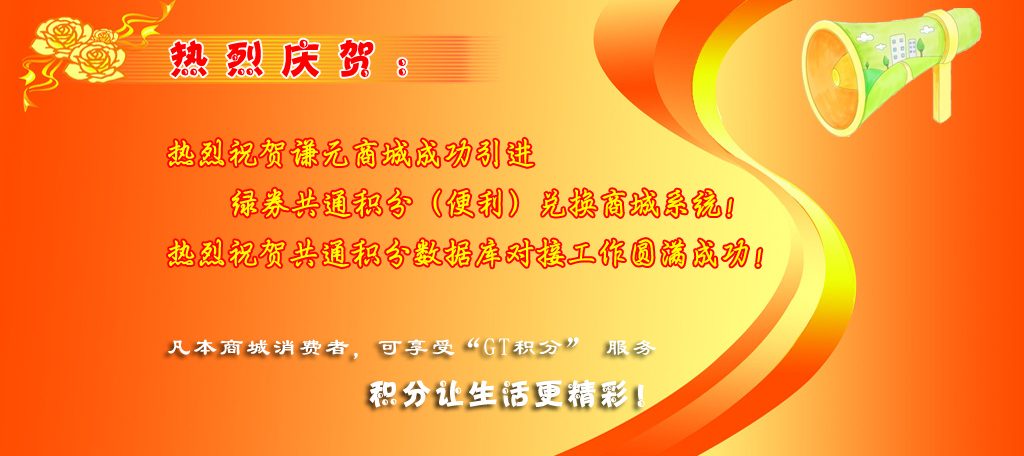 热烈庆贺：
热烈祝贺谦元商城成功引进
绿券共通积分（便利）兑换商城系统！
热烈祝贺共通积分数据库对接工作圆满成功！
凡本商城消费者，可享受“GT积分” 服务
积分让生活更精彩！